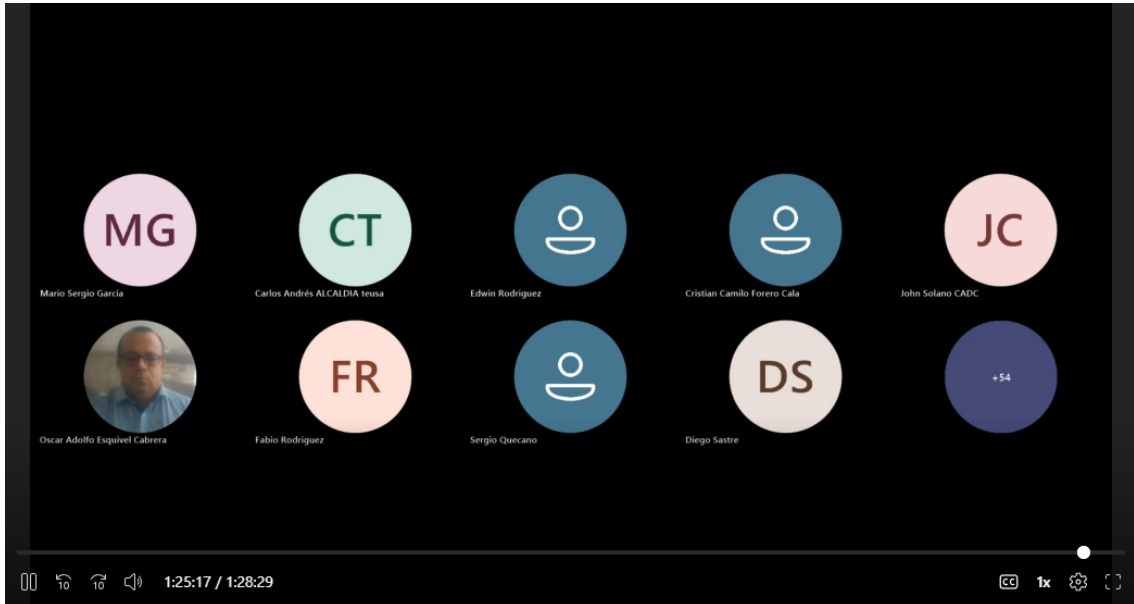 MG
CT
JC
Mario Sergio García
Carlos Andrés ALCALDIA teusa
Edwin Rodriguez
Cristian Camilo Forero Cala
John Solano CADC
FR
DS
+54
Oscar Adolfo Esquivel Cabrera
Fabio Rodriguez
Sergio Quecano
Diego Sastre
10
10
1:25:17 / 1:28:29
CC
1x